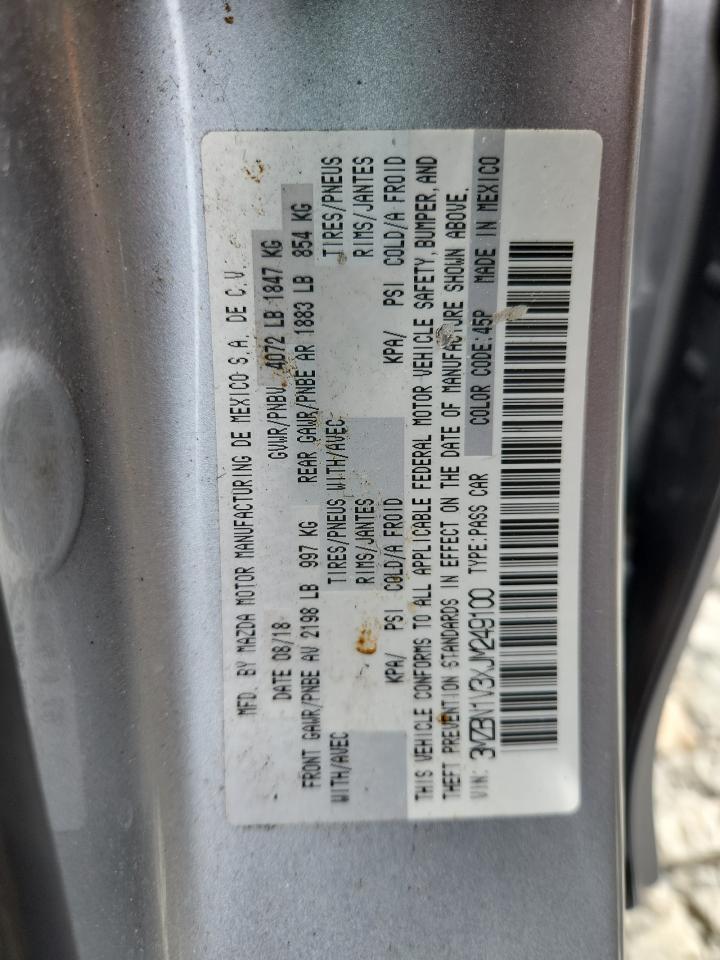 MFD. BY MAZDA MOTOR MANUFACTURING DE MEXICO S.A. DE C.V.
DATE 08/18 GVWR/PNBV 4072 LB 1847 KG
FRONT GAWR/PNBE AV 2198 LB 997 KG REAR GAWR/PNBE AR 1883 LB 854 KG
WITH/AVEC TIRES/PNEUS WITH/AVEC TIRES/PNEUS
RIMS/JANTES RIMS/JANTES
KPA/ PSI COLD/A FROID KPA/ PSI COLD/A FROID
THIS VEHICLE CONFORMS TO ALL APPLICABLE FEDERAL MOTOR VEHICLE SAFETY, BUMPER, AND
THEFT PREVENTION STANDARDS IN EFFECT ON THE DATE OF MANUFACTURE SHOWN ABOVE.
VIN: 3MZBN1V3XJM249100 TYPE:PASS CAR COLOR CODE:45P MADE IN MEXICO